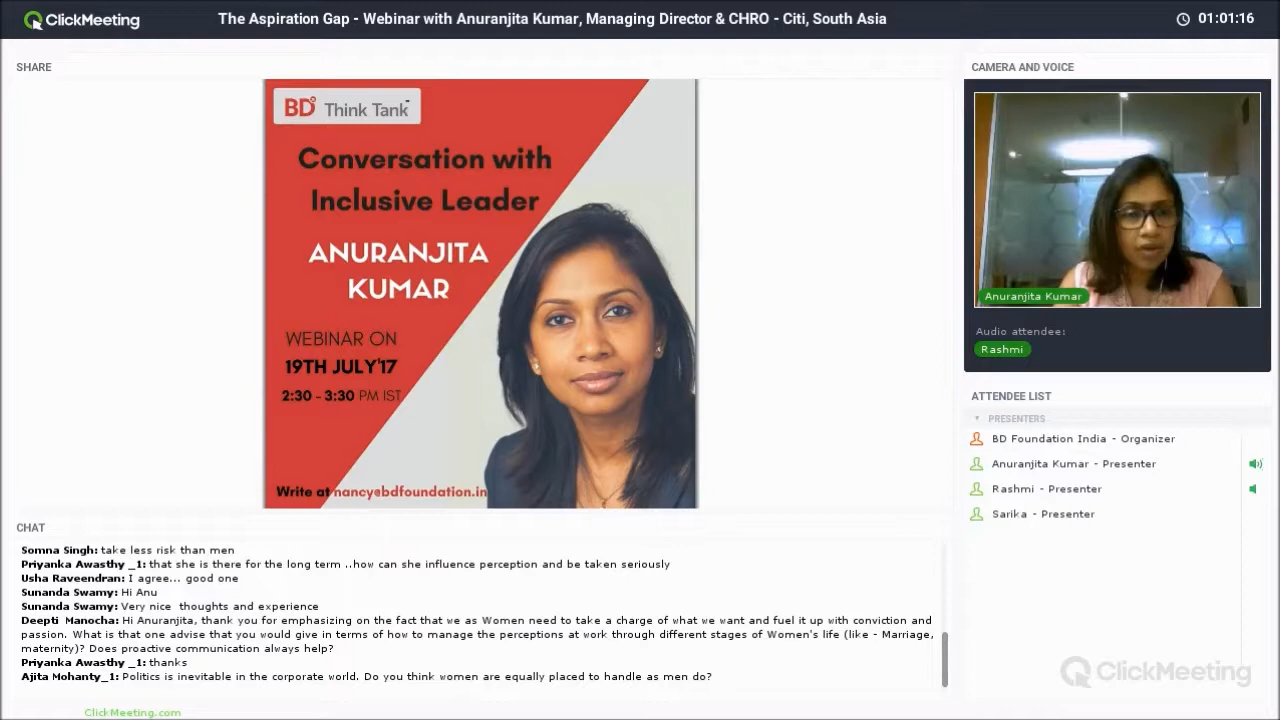 ClickMeeting
The Aspiration Gap - Webinar with Anuranjita Kumar, Managing Director & CHRO - Citi, South Asia
01:01:16
SHARE
BD Think Tank
Conversation with
Inclusive Leader
ANURANJITA
KUMAR
WEBINAR ON
19TH JULY'17
2:30 - 3:30 PM IST
Write at nancy@bdfoundation.in
CAMERA AND VOICE
Anuranjita Kumar
Audio attendee:
Rashmi
ATTENDEE LIST
PRESENTERS
BD Foundation India - Organizer
Anuranjita Kumar - Presenter
Rashmi - Presenter
Sarika - Presenter
CHAT
Somna Singh: take less risk than men
Priyanka Awasthy _1: that she is there for the long term ..how can she influence perception and be taken seriously
Usha Raveendran: I agree... good one
Sunanda Swamy: Hi Anu
Sunanda Swamy: Very nice thoughts and experience
Deepti Manocha: Hi Anuranjita, thank you for emphasizing on the fact that we as Women need to take a charge of what we want and fuel it up with conviction and
passion. What is that one advise that you would give in terms of how to manage the perceptions at work through different stages of Women's life (like - Marriage,
maternity)? Does proactive communication always help?
Priyanka Awasthy _1: thanks
Ajita Mohanty_1: Politics is inevitable in the corporate world. Do you think women are equally placed to handle as men do?
ClickMeeting
ClickMeeting.com